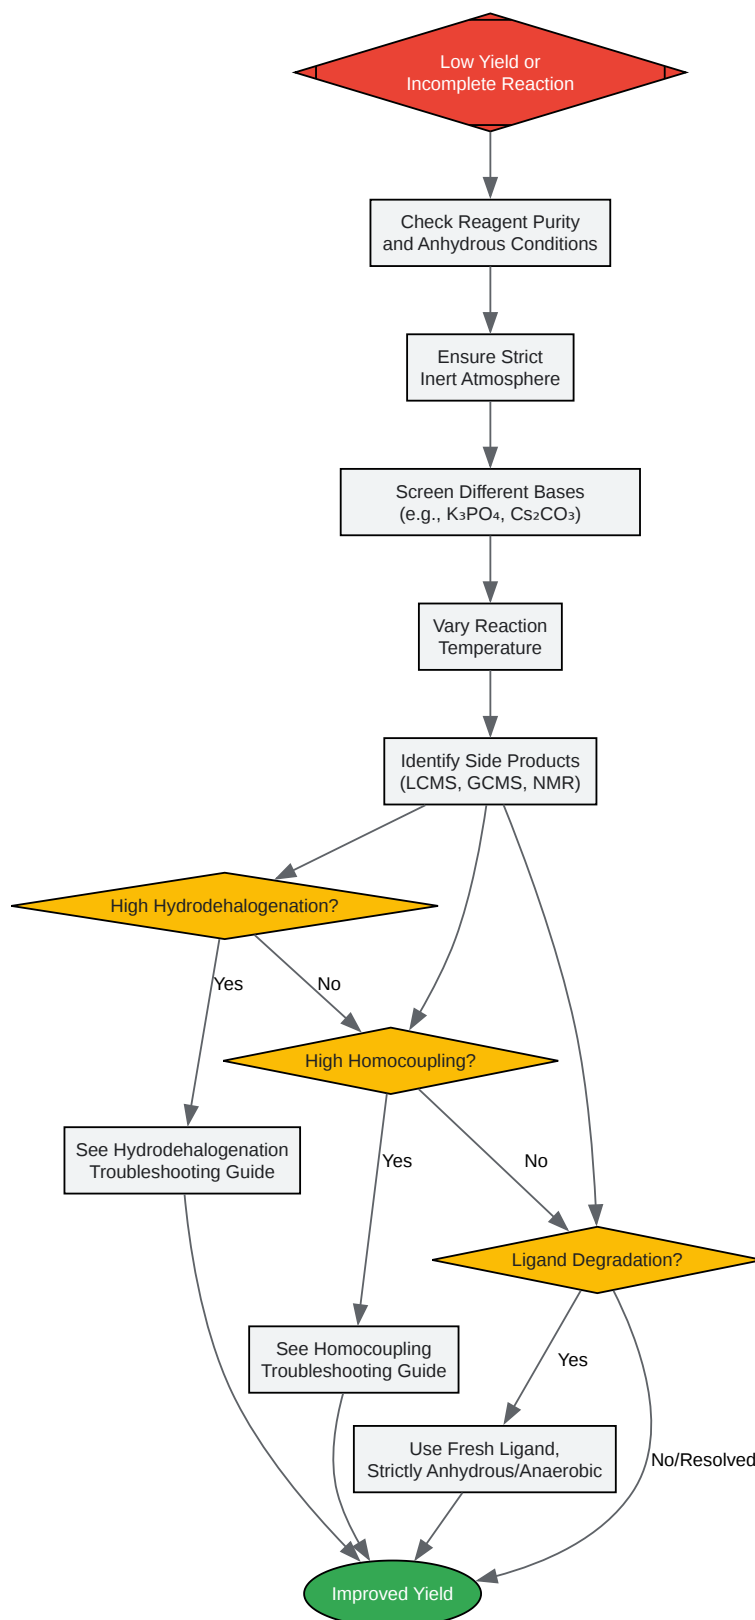 Low Yield or
Incomplete Reaction
Check Reagent Purity
and Anhydrous Conditions
Ensure Strict
Inert Atmosphere
Screen Different Bases
(e.g., K₃PO₄, Cs₂CO₃)
Vary Reaction
Temperature
Identify Side Products
(LCMS, GCMS, NMR)
High Hydrodehalogenation?
Yes
No
High Homocoupling?
See Hydrodehalogenation
Troubleshooting Guide
Yes
No
Ligand Degradation?
See Homocoupling
Troubleshooting Guide
Yes
Use Fresh Ligand,
Strictly Anhydrous/Anaerobic
No/Resolved
Improved Yield